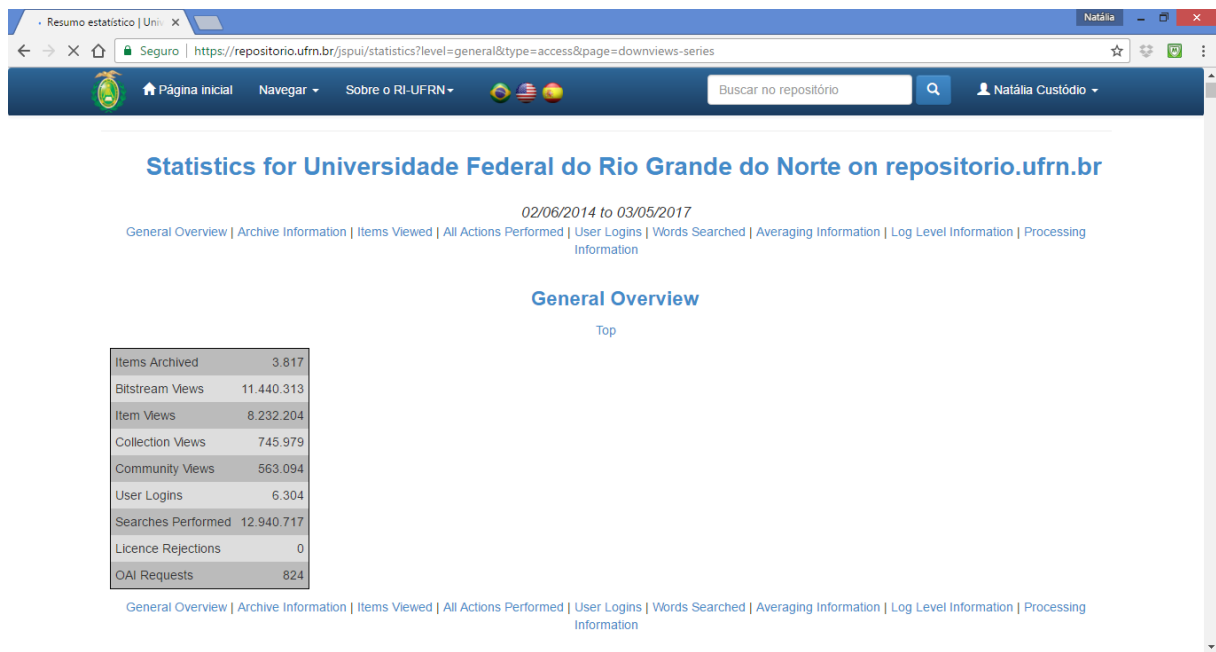 Resumo estatístico | Uni
Natália
Seguro | https://repositorio.ufrn.br/jspui/statistics?level=general&type=access&page=downviews-series
Página inicial Navegar Sobre o RI-UFRN Buscar no repositório Natália Custódio
Statistics for Universidade Federal do Rio Grande do Norte on repositorio.ufrn.br
02/06/2014 to 03/05/2017
General Overview | Archive Information | Items Viewed | All Actions Performed | User Logins | Words Searched | Averaging Information | Log Level Information | Processing
Information
General Overview
Top
Items Archived 3.817
Bitstream Views 11.440.313
Item Views 8.232.204
Collection Views 745.979
Community Views 563.094
User Logins 6.304
Searches Performed 12.940.717
Licence Rejections 0
OAI Requests 824
General Overview | Archive Information | Items Viewed | All Actions Performed | User Logins | Words Searched | Averaging Information | Log Level Information | Processing
Information